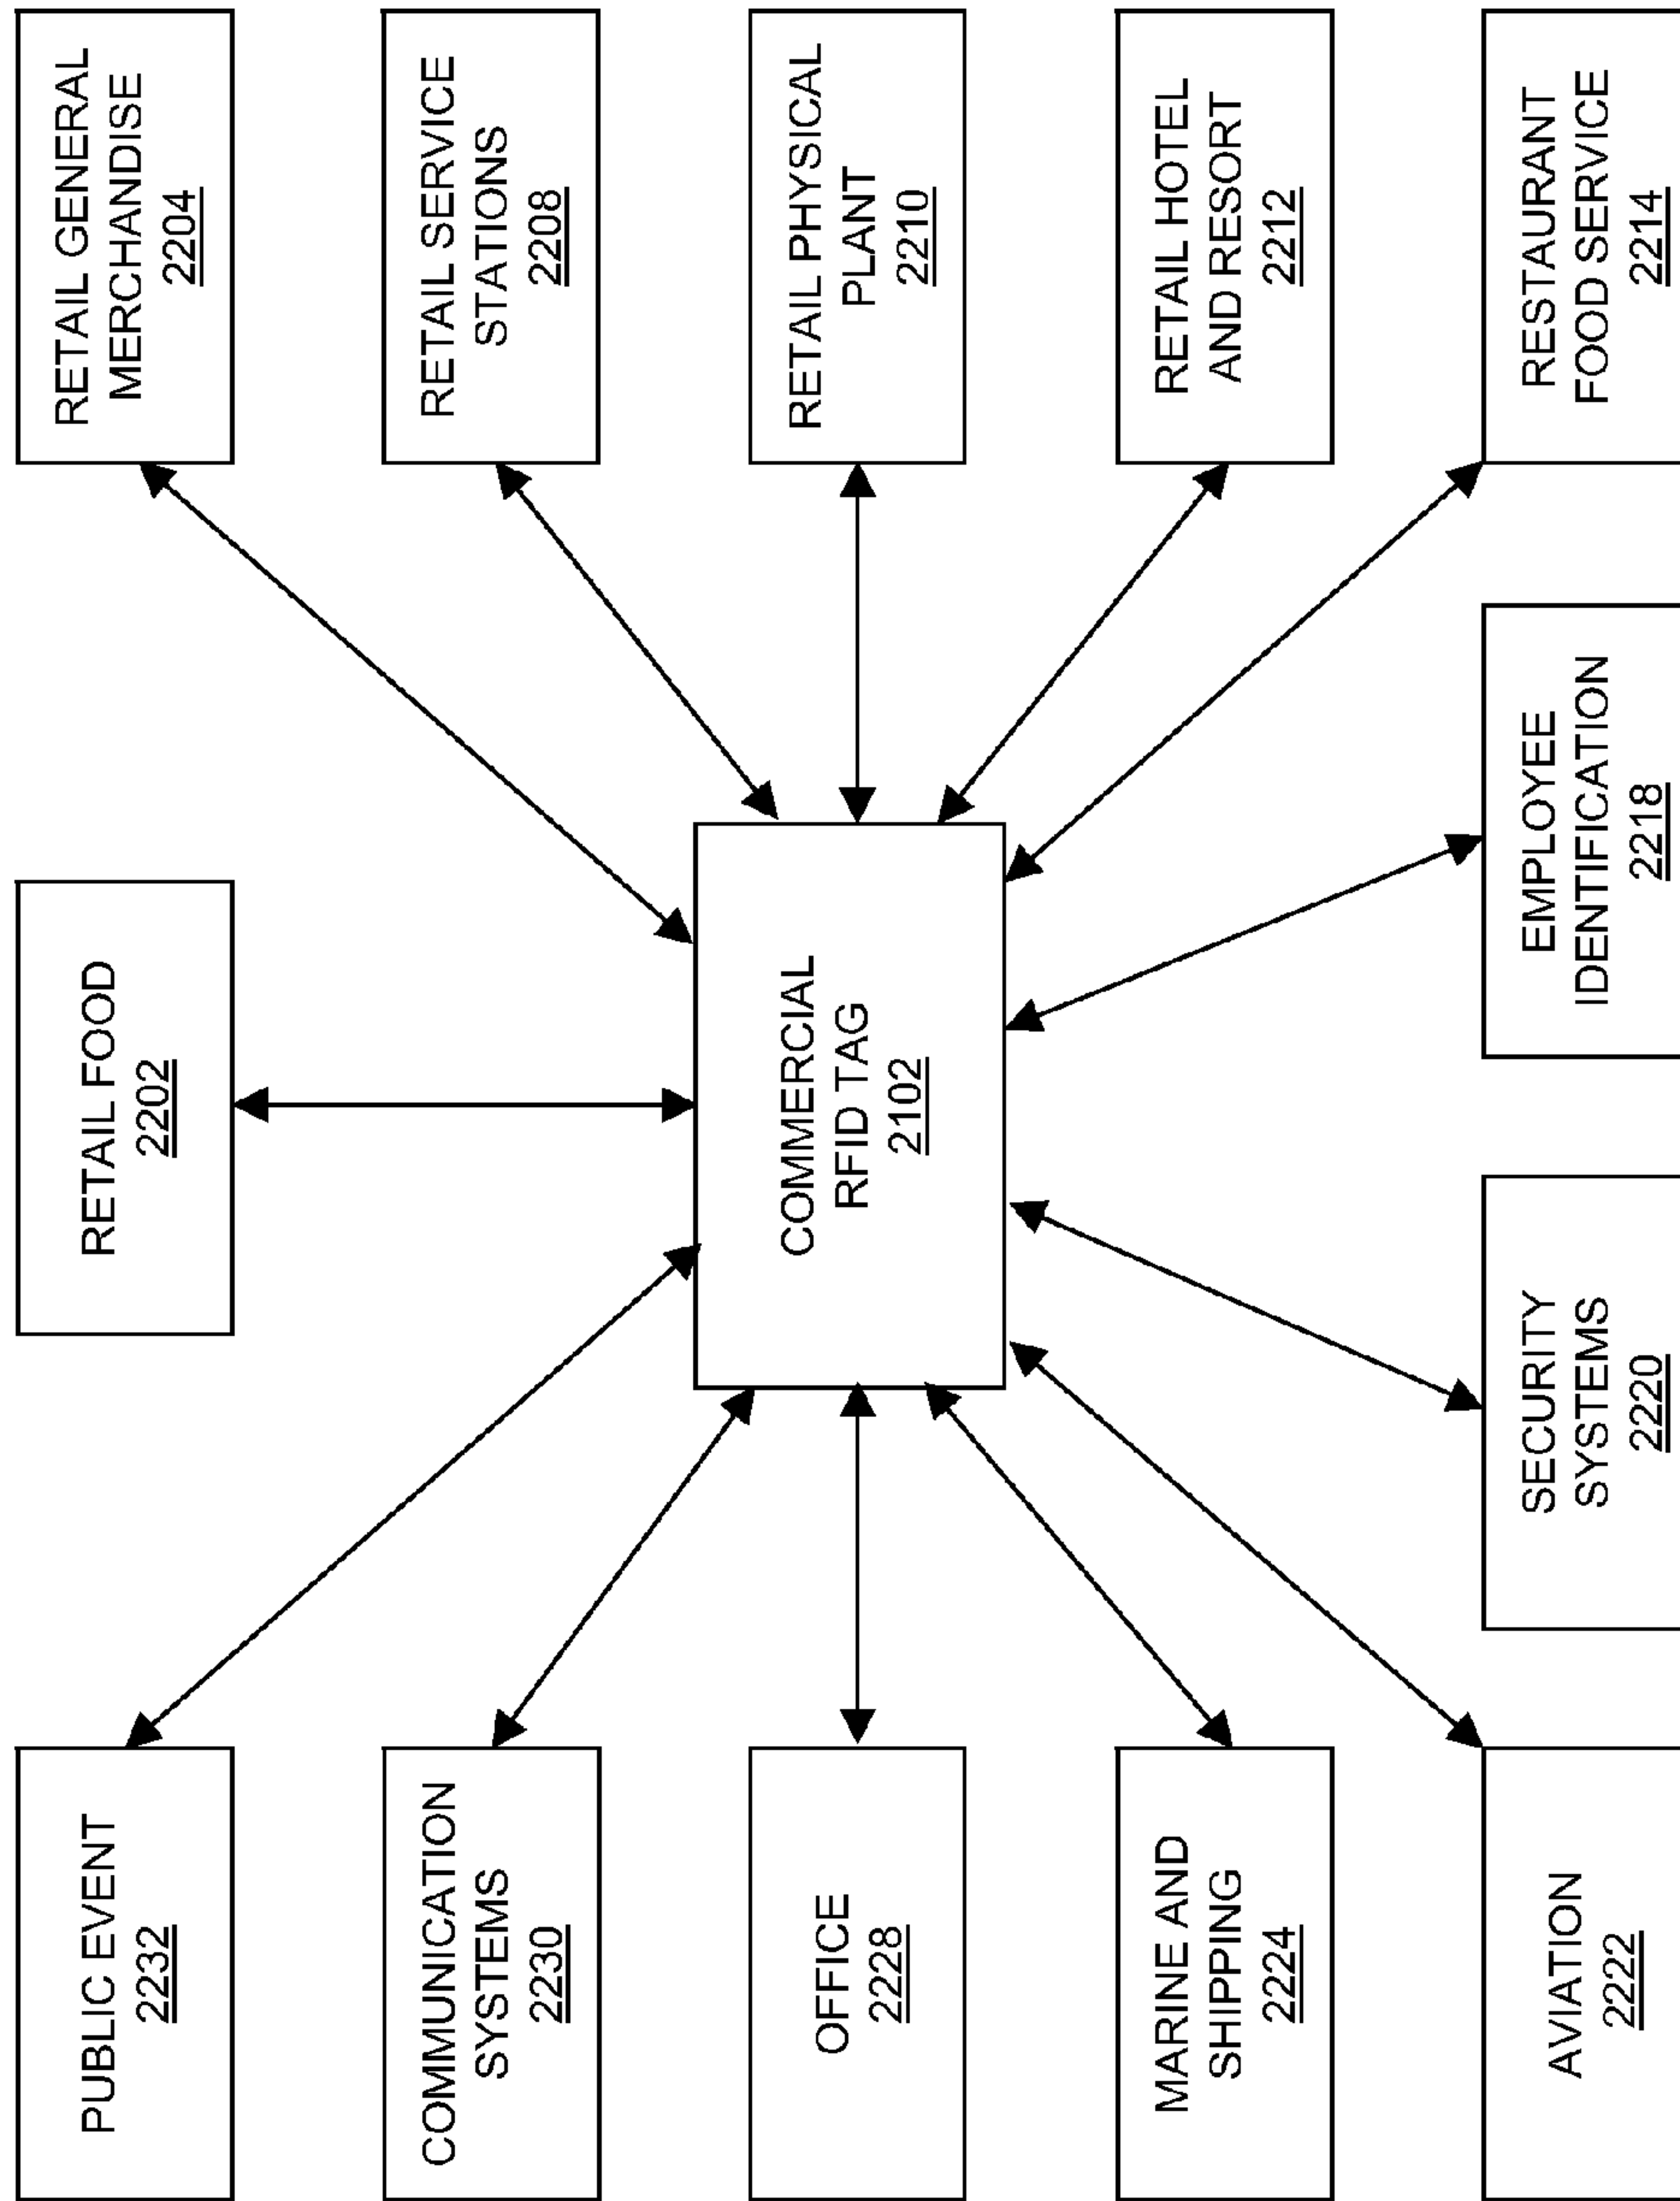 PUBLIC EVENT
2232
RETAIL FOOD
2202
RETAIL GENERAL
MERCHANDISE
2204
COMMUNICATION
SYSTEMS
2230
RETAIL SERVICE
STATIONS
2208
OFFICE
2228
COMMERCIAL
RFID TAG
2102
RETAIL PHYSICAL
PLANT
2210
MARINE AND
SHIPPING
2224
RETAIL HOTEL
AND RESORT
2212
AVIATION
2222
SECURITY
SYSTEMS
2220
EMPLOYEE
IDENTIFICATION
2218
RESTAURANT
FOOD SERVICE
2214